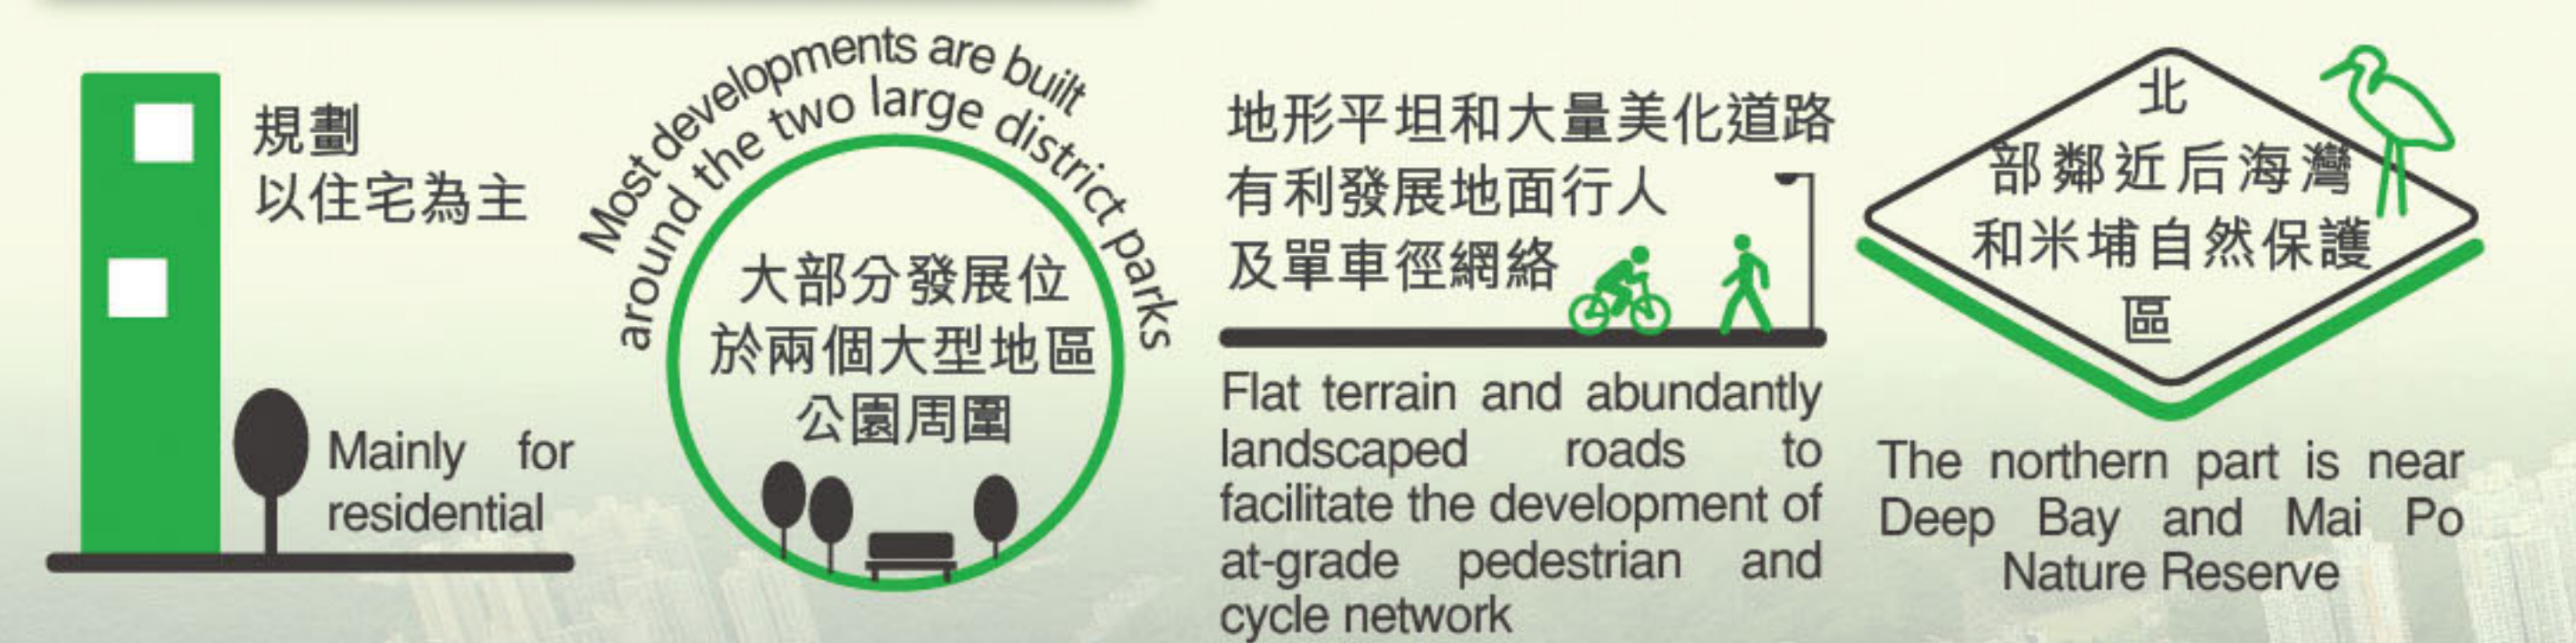 規劃
以住宅為主
Mainly for
residential
Most developments are built
around the two large district parks
大部分發展位
於兩個大型地區
公園周圍
地形平坦和大量美化道路
有利發展地面行人
及單車徑網絡
Flat terrain and abundantly
landscaped roads to
facilitate the development of
at-grade pedestrian and
cycle network
北
部鄰近后海灣
和米埔自然保護
區
The northern part is near
Deep Bay and Mai Po
Nature Reserve